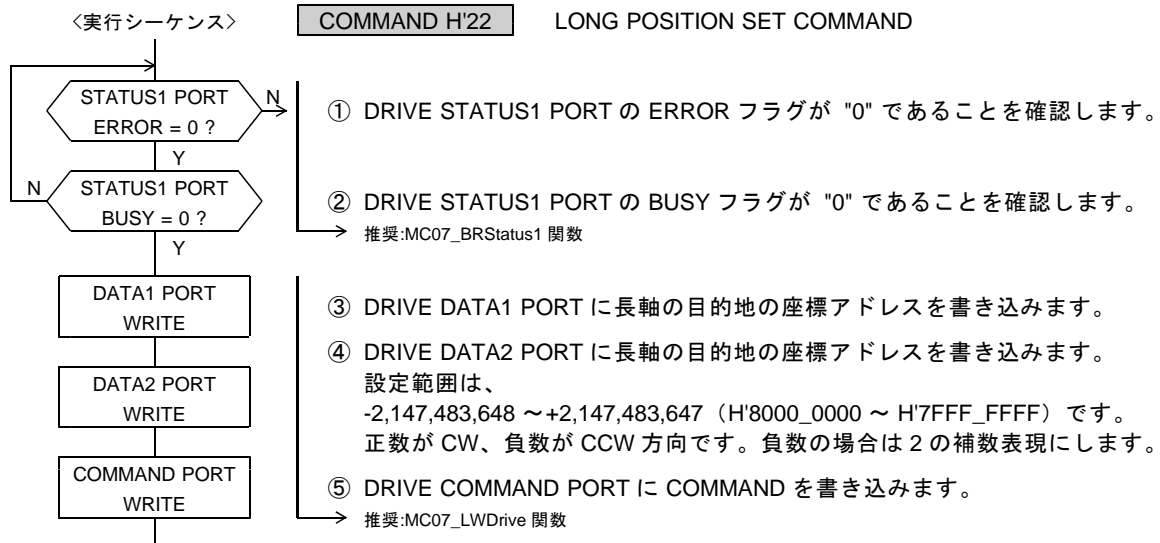 〈実行シーケンス〉
COMMAND H'22 LONG POSITION SET COMMAND
STATUS1 PORT
ERROR = 0 ?
N
Y
① DRIVE STATUS1 PORT の ERROR フラグが "0" であることを確認します。
STATUS1 PORT
BUSY = 0 ?
N
Y
② DRIVE STATUS1 PORT の BUSY フラグが "0" であることを確認します。
推奨:MC07_BRStatus1 関数
DATA1 PORT
WRITE
③ DRIVE DATA1 PORT に長軸の目的地の座標アドレスを書き込みます。
DATA2 PORT
WRITE
④ DRIVE DATA2 PORT に長軸の目的地の座標アドレスを書き込みます。
設定範囲は、
-2,147,483,648 ～+2,147,483,647（H'8000_0000 ～ H'7FFF_FFFF）です。
正数が CW、負数が CCW 方向です。負数の場合は 2 の補数表現にします。
COMMAND PORT
WRITE
⑤ DRIVE COMMAND PORT に COMMAND を書き込みます。
推奨:MC07_LWDrive 関数